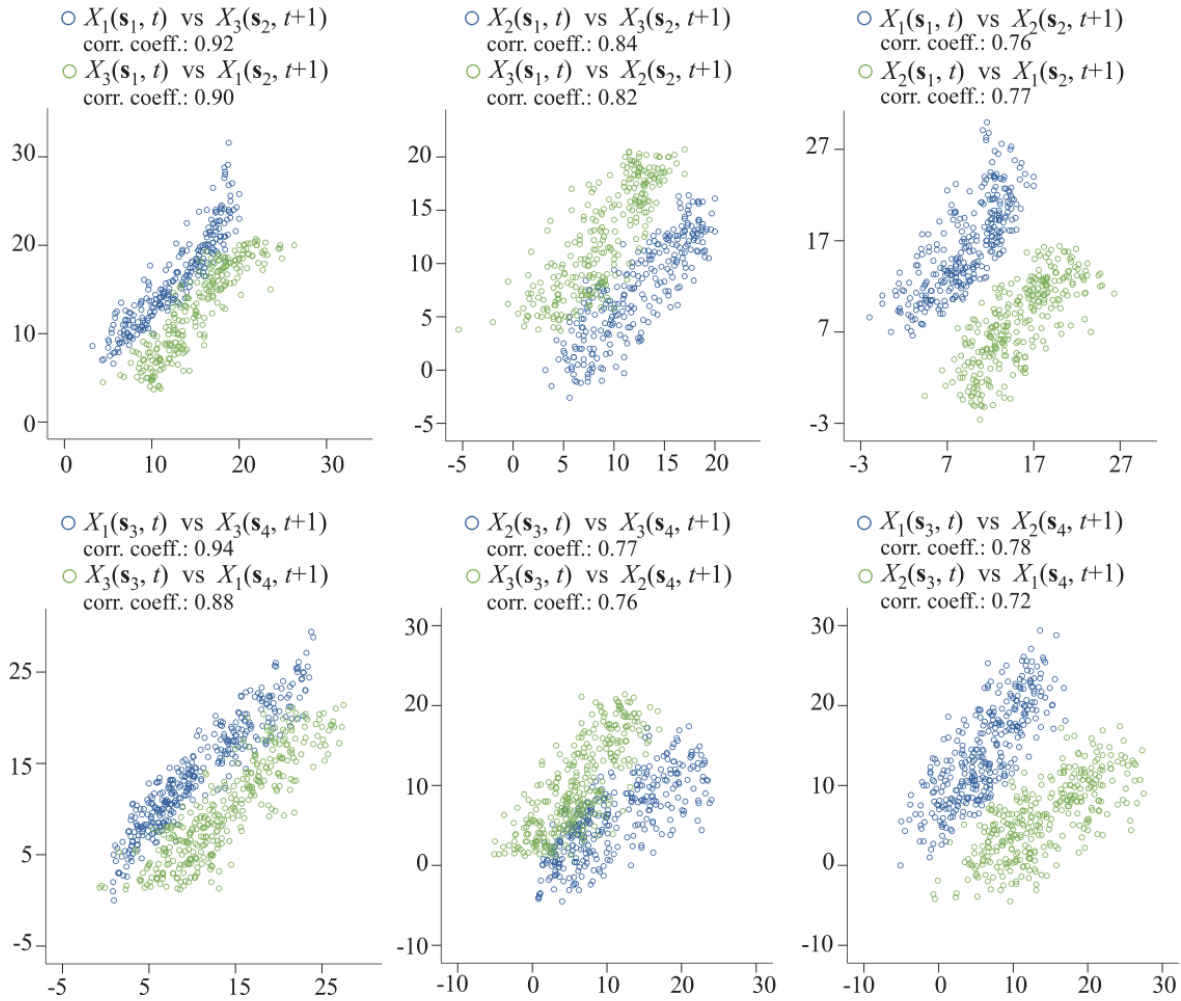 X₁(s₁, t) vs X₃(s₂, t+1)
corr. coeff.: 0.92
X₃(s₁, t) vs X₁(s₂, t+1)
corr. coeff.: 0.90
30
20
10
0
0 10 20 30
X₂(s₁, t) vs X₃(s₂, t+1)
corr. coeff.: 0.84
X₃(s₁, t) vs X₂(s₂, t+1)
corr. coeff.: 0.82
20
15
10
5
0
-5
-5 0 5 10 15 20
X₁(s₁, t) vs X₂(s₂, t+1)
corr. coeff.: 0.76
X₂(s₁, t) vs X₁(s₂, t+1)
corr. coeff.: 0.77
27
17
7
-3
-3 7 17 27
X₁(s₃, t) vs X₃(s₄, t+1)
corr. coeff.: 0.94
X₃(s₃, t) vs X₁(s₄, t+1)
corr. coeff.: 0.88
25
15
5
-5
-5 5 15 25
X₂(s₃, t) vs X₃(s₄, t+1)
corr. coeff.: 0.77
X₃(s₃, t) vs X₂(s₄, t+1)
corr. coeff.: 0.76
30
20
10
0
-10
-10 0 10 20 30
X₁(s₃, t) vs X₂(s₄, t+1)
corr. coeff.: 0.78
X₂(s₃, t) vs X₁(s₄, t+1)
corr. coeff.: 0.72
30
20
10
0
-10
-10 0 10 20 30